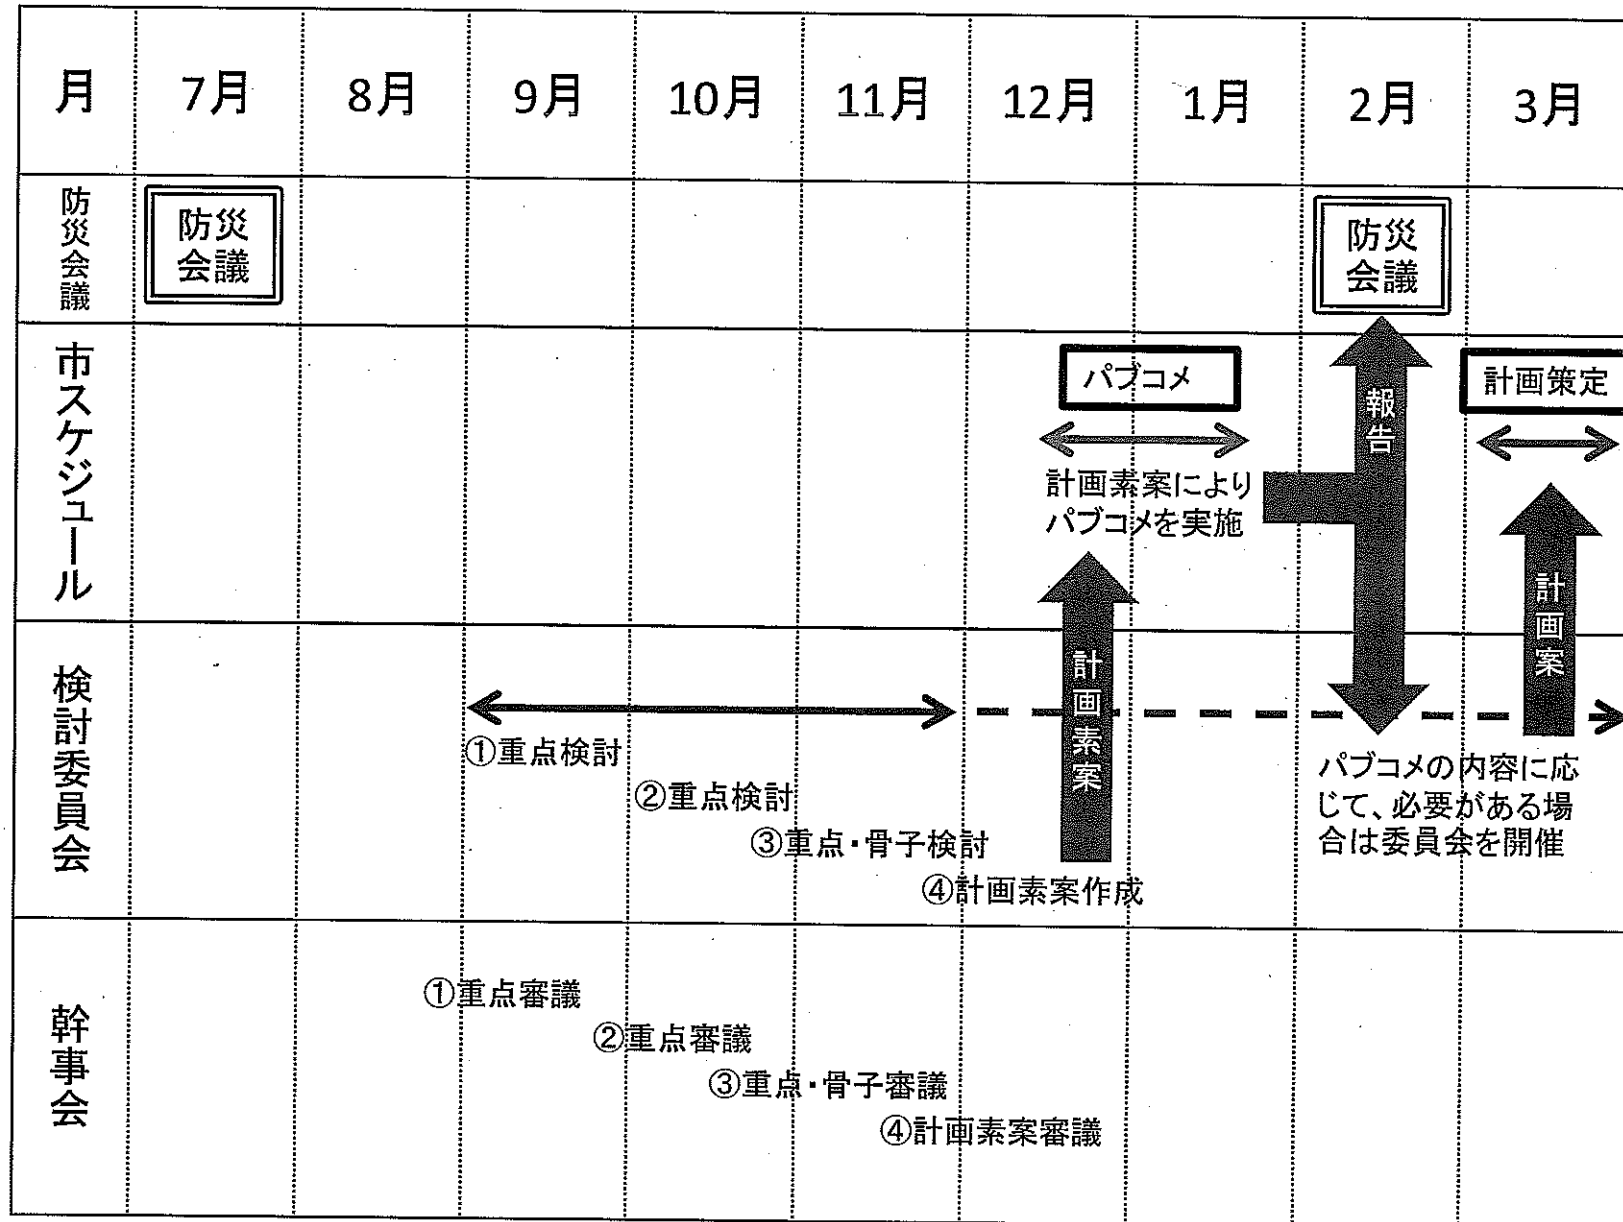 月 7月 8月 9月 10月 11月 12月 1月 2月 3月
防災会議
防災
会議
防災
会議
市スケジュール
パブコメ
計画素案により
パブコメを実施
報告
計画策定
検討委員会
①重点検討
②重点検討
③重点・骨子検討
④計画素案作成
計画素案
計画案
パブコメの内容に応
じて、必要がある場
合は委員会を開催
幹事会
①重点審議
②重点審議
③重点・骨子審議
④計画素案審議